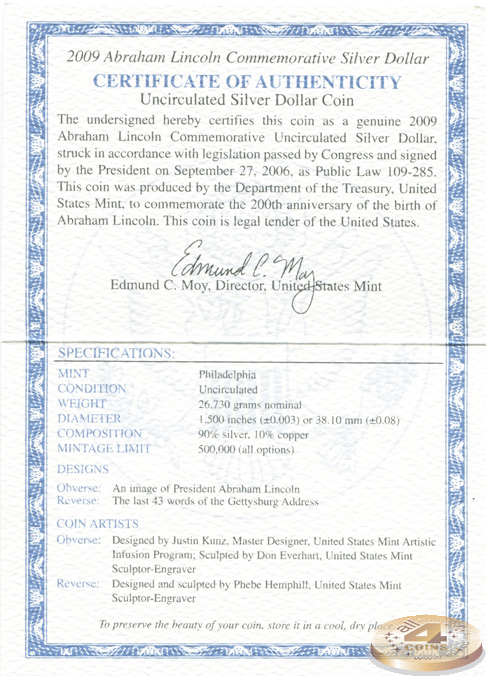 2009 Abraham Lincoln Commemorative Silver Dollar
CERTIFICATE OF AUTHENTICITY
Uncirculated Silver Dollar Coin
The undersigned hereby certifies this coin as a genuine 2009
Abraham Lincoln Commemorative Uncirculated Silver Dollar,
struck in accordance with legislation passed by Congress and signed
by the President on September 27, 2006, as Public Law 109-285.
This coin was produced by the Department of the Treasury, United
States Mint, to commemorate the 200th anniversary of the birth of
Abraham Lincoln. This coin is legal tender of the United States.
Edmund C. Moy
Edmund C. Moy, Director, United States Mint
SPECIFICATIONS:
MINT Philadelphia
CONDITION Uncirculated
WEIGHT 26.730 grams nominal
DIAMETER 1.500 inches (±0.003) or 38.10 mm (±0.08)
COMPOSITION 90% silver, 10% copper
MINTAGE LIMIT 500,000 (all options)
DESIGNS
Obverse: An image of President Abraham Lincoln
Reverse: The last 43 words of the Gettysburg Address
COIN ARTISTS
Obverse: Designed by Justin Kunz, Master Designer, United States Mint Artistic
Infusion Program; Sculpted by Don Everhart, United States Mint
Sculptor-Engraver
Reverse: Designed and sculpted by Phebe Hemphill, United States Mint
Sculptor-Engraver
To preserve the beauty of your coin, store it in a cool, dry place.
all
4
COINS